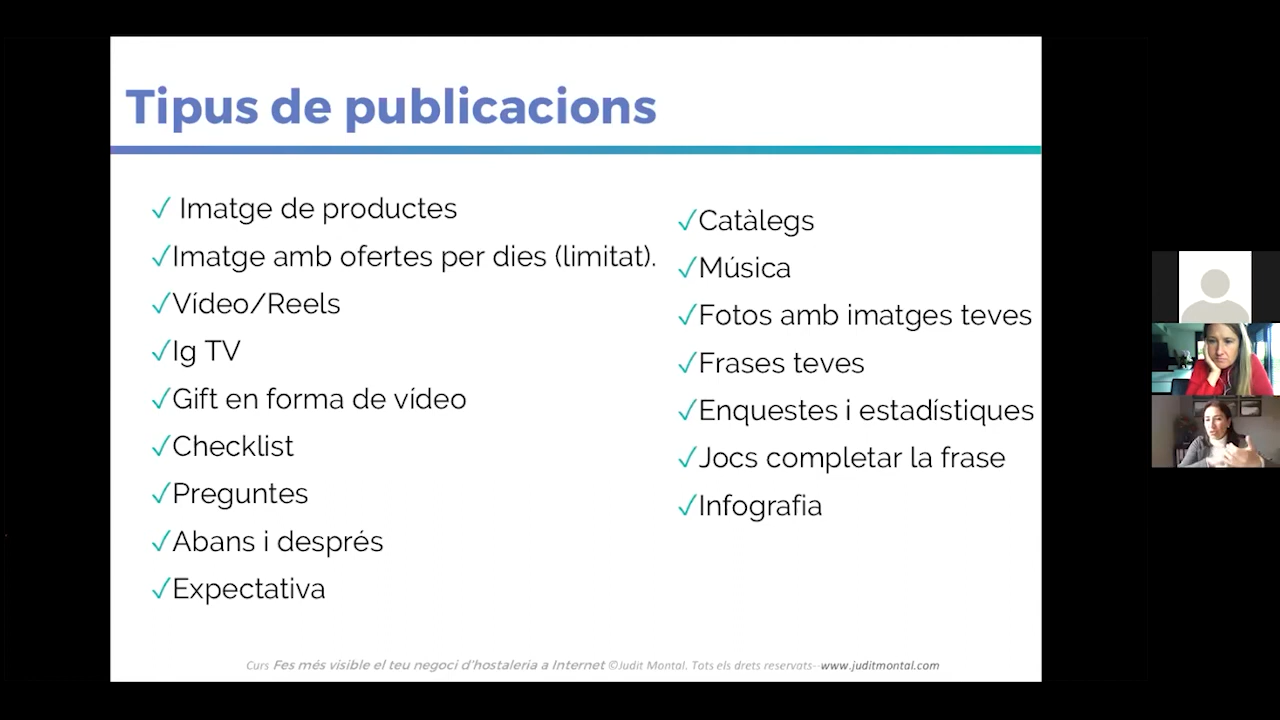 Tipus de publicacions
✓ Imatge de productes
✓Imatge amb ofertes per dies (limitat).
✓Vídeo/Reels
✓Ig TV
✓Gift en forma de vídeo
✓Checklist
✓Preguntes
✓Abans i després
✓Expectativa
✓Catàlegs
✓Música
✓Fotos amb imatges teves
✓Frases teves
✓Enquestes i estadístiques
✓Jocs completar la frase
✓Infografia
Curs Fes més visible el teu negoci d'hostaleria a Internet ©Judit Montal. Tots els drets reservats--www.juditmontal.com